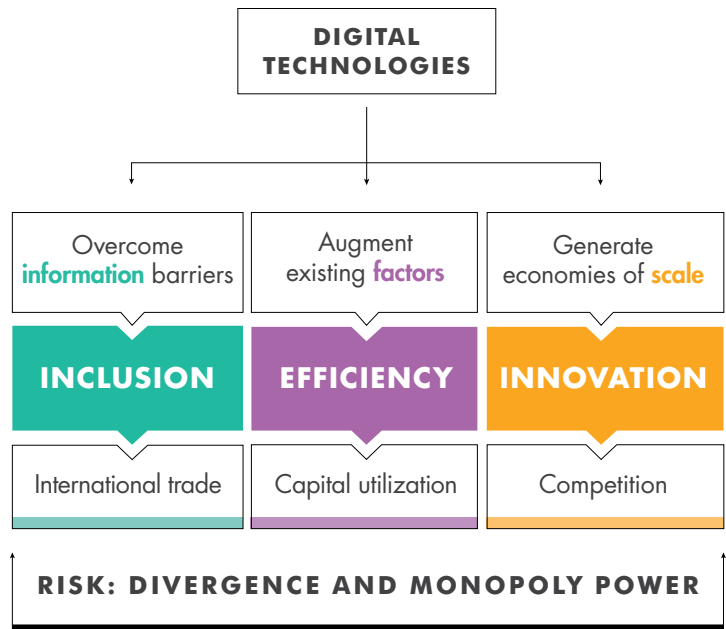 DIGITAL
TECHNOLOGIES
Overcome
information barriers
Augment
existing factors
Generate
economies of scale
INCLUSION
EFFICIENCY
INNOVATION
International trade
Capital utilization
Competition
RISK: DIVERGENCE AND MONOPOLY POWER